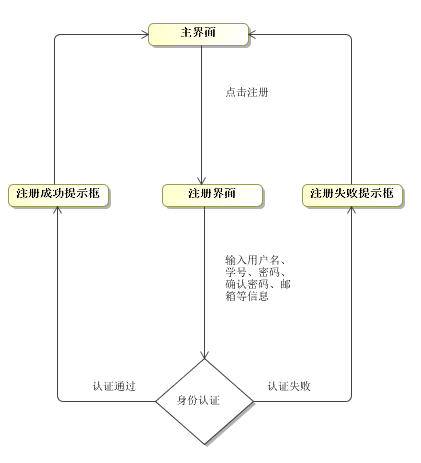 主界面
点击注册
注册成功提示框
注册界面
注册失败提示框
输入用户名、
学号、密码、
确认密码、邮
箱等信息
认证通过
身份认证
认证失败